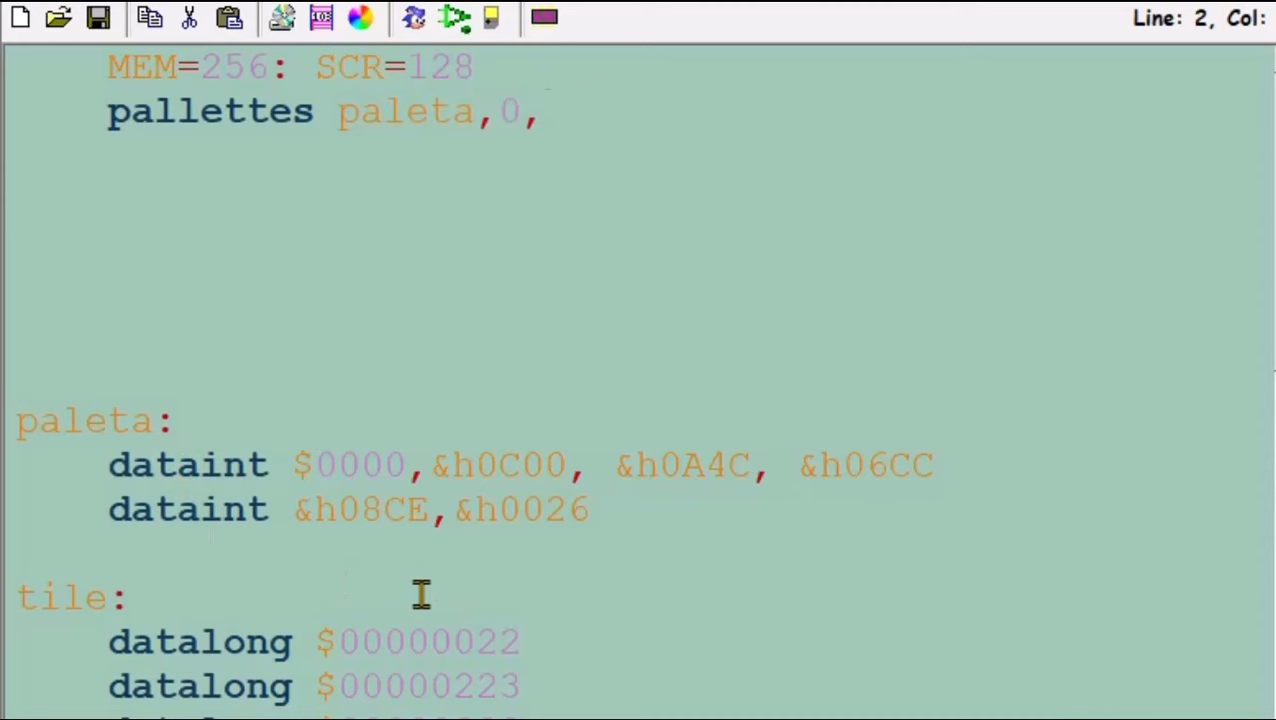 Line: 2, Col:
MEM=256: SCR=128
pallettes paleta,0,
paleta:
dataint $0000,&h0C00, &h0A4C, &h06CC
dataint &h08CE,&h0026
tile:
datalong $00000022
datalong $00000223